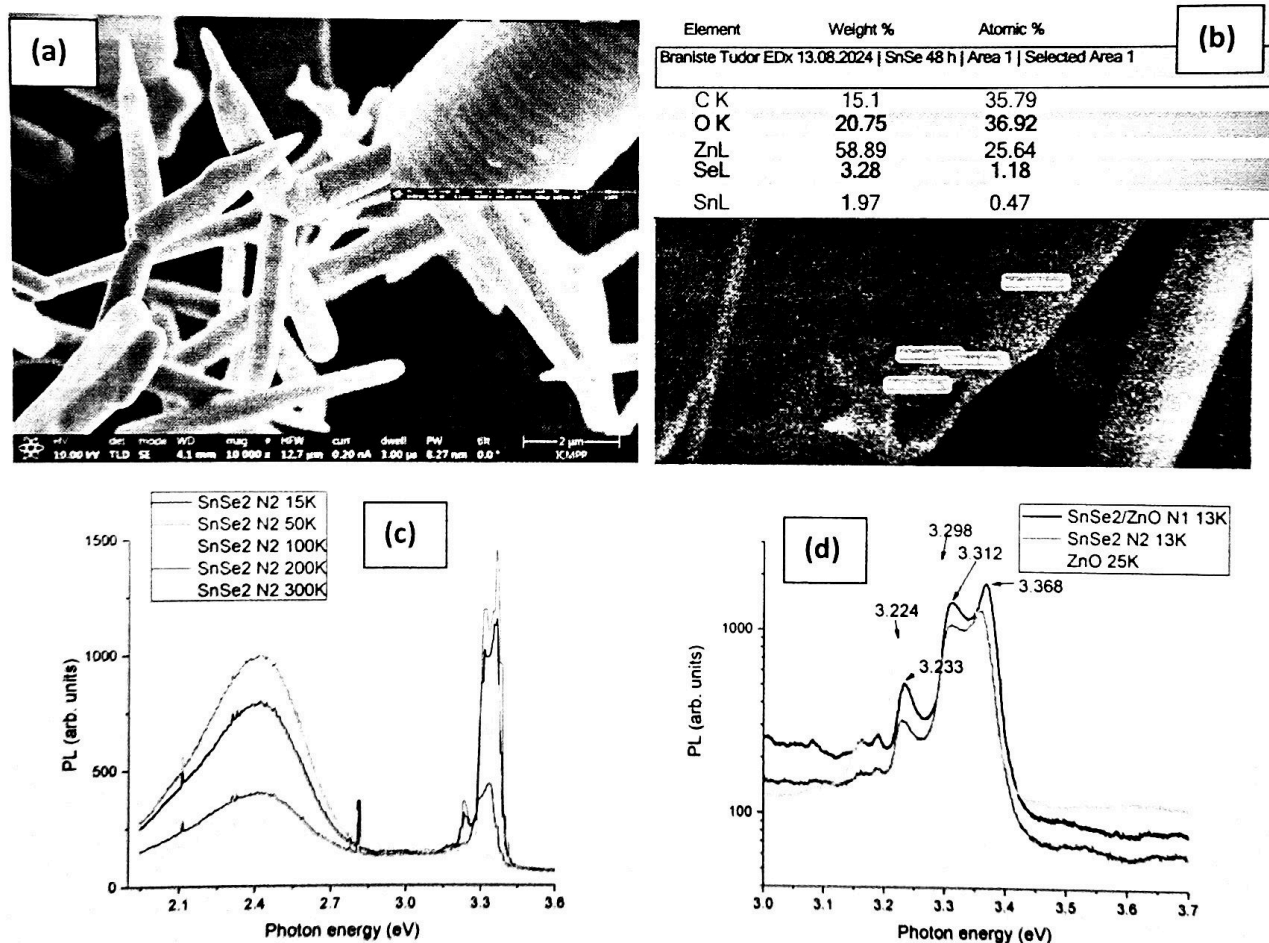 (a)
HV det mode WD mag HFW curr dwell PW tilt 2 µm
10.00 kV TLD SE 4.1 mm 10 000 x 12.7 µm 0.20 nA 1.00 µs 8.27 nm 0.0 ° ICMPP
(b)
Element Weight % Atomic %
Braniste Tudor EDx 13.08.2024 | SnSe 48 h | Area 1 | Selected Area 1
C K 15.1 35.79
O K 20.75 36.92
ZnL 58.89 25.64
SeL 3.28 1.18
SnL 1.97 0.47
(c)
SnSe2 N2 15K
SnSe2 N2 50K
SnSe2 N2 100K
SnSe2 N2 200K
SnSe2 N2 300K
PL (arb. units)
1500
1000
500
0
2.1 2.4 2.7 3.0 3.3 3.6
Photon energy (eV)
(d)
SnSe2/ZnO N1 13K
SnSe2 N2 13K
ZnO 25K
3.298
3.312
3.368
3.224
3.233
PL (arb. units)
1000
100
3.0 3.1 3.2 3.3 3.4 3.5 3.6 3.7
Photon energy (eV)